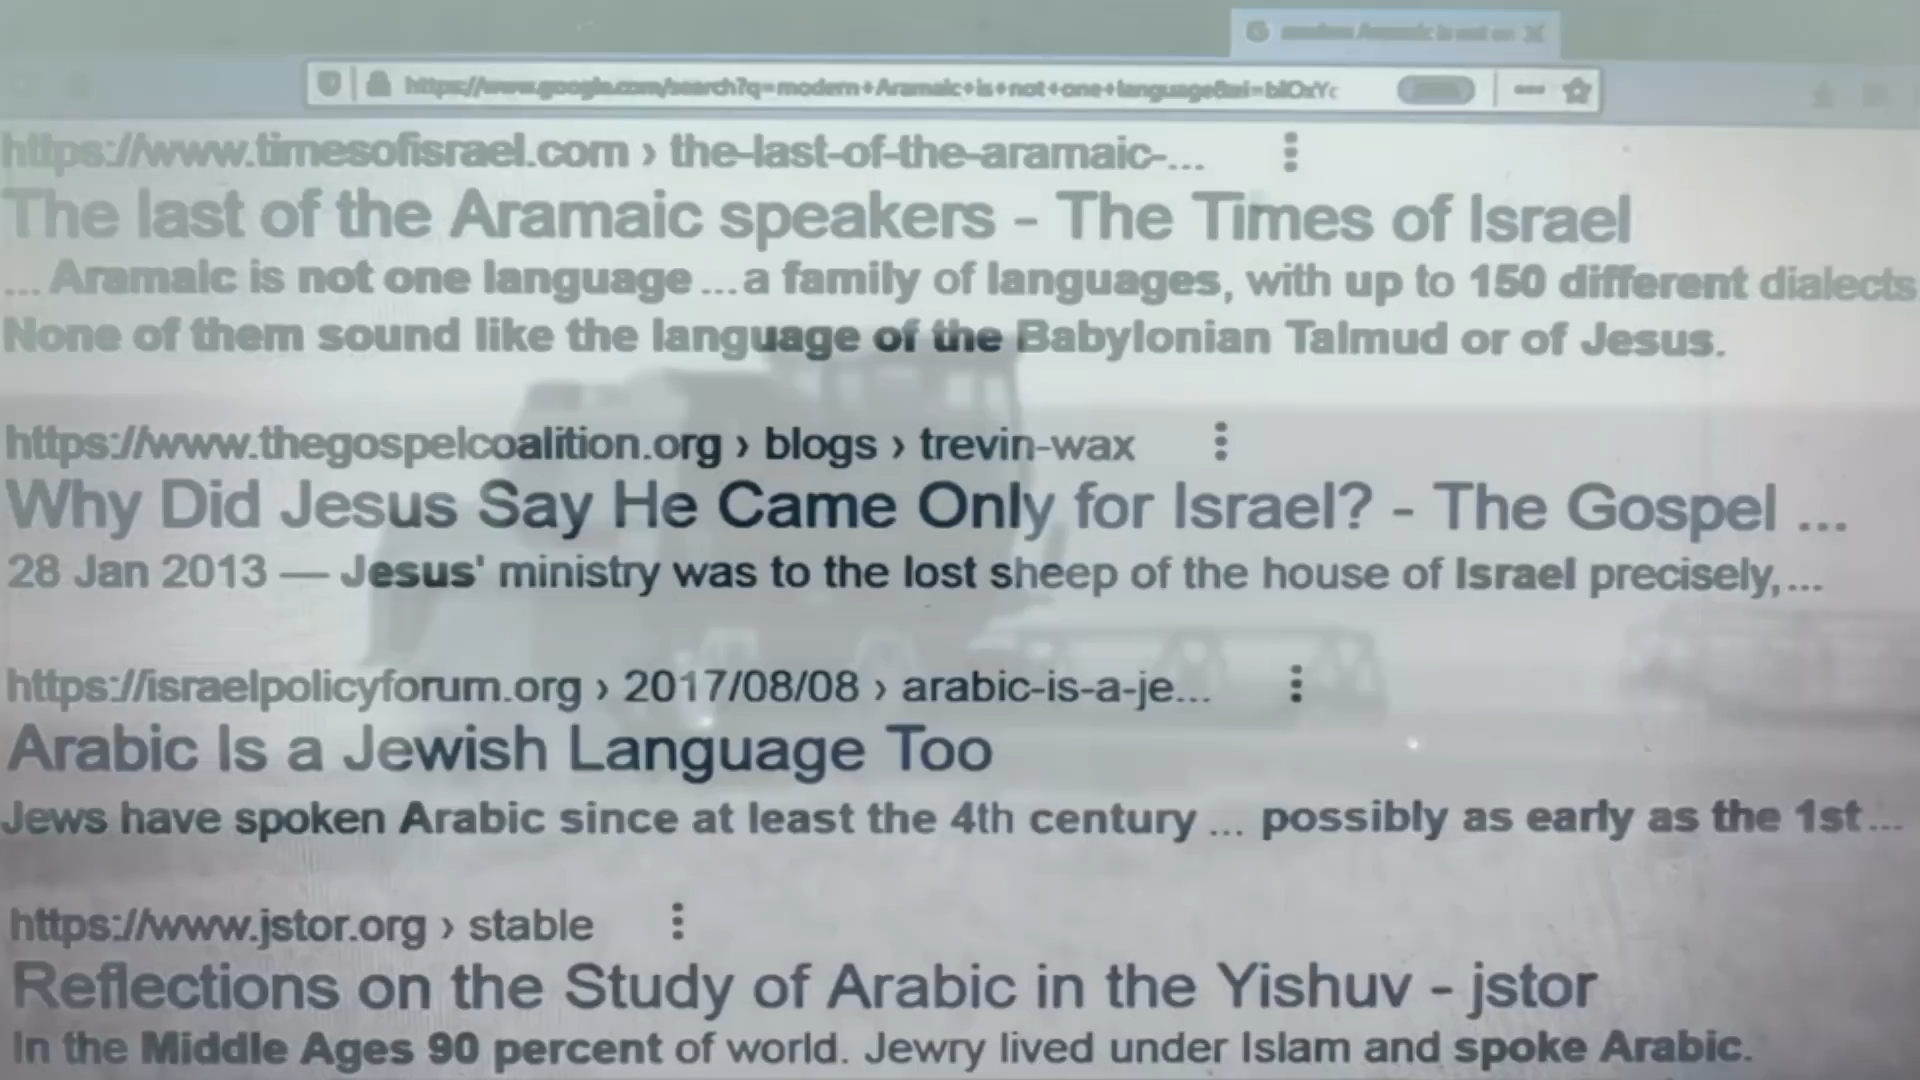 modern Aramaic is not on
https://www.google.com/search?q=modern+Aramaic+is+not+one+language&ei=
https://www.timesofisrael.com › the-last-of-the-aramaic-...
The last of the Aramaic speakers - The Times of Israel
... Aramaic is not one language ... a family of languages, with up to 150 different dialects
None of them sound like the language of the Babylonian Talmud or of Jesus.
https://www.thegospelcoalition.org › blogs › trevin-wax
Why Did Jesus Say He Came Only for Israel? - The Gospel ...
28 Jan 2013 — Jesus' ministry was to the lost sheep of the house of Israel precisely,...
https://israelpolicyforum.org › 2017/08/08 › arabic-is-a-je...
Arabic Is a Jewish Language Too
Jews have spoken Arabic since at least the 4th century ... possibly as early as the 1st ...
https://www.jstor.org › stable
Reflections on the Study of Arabic in the Yishuv - jstor
In the Middle Ages 90 percent of world. Jewry lived under Islam and spoke Arabic.